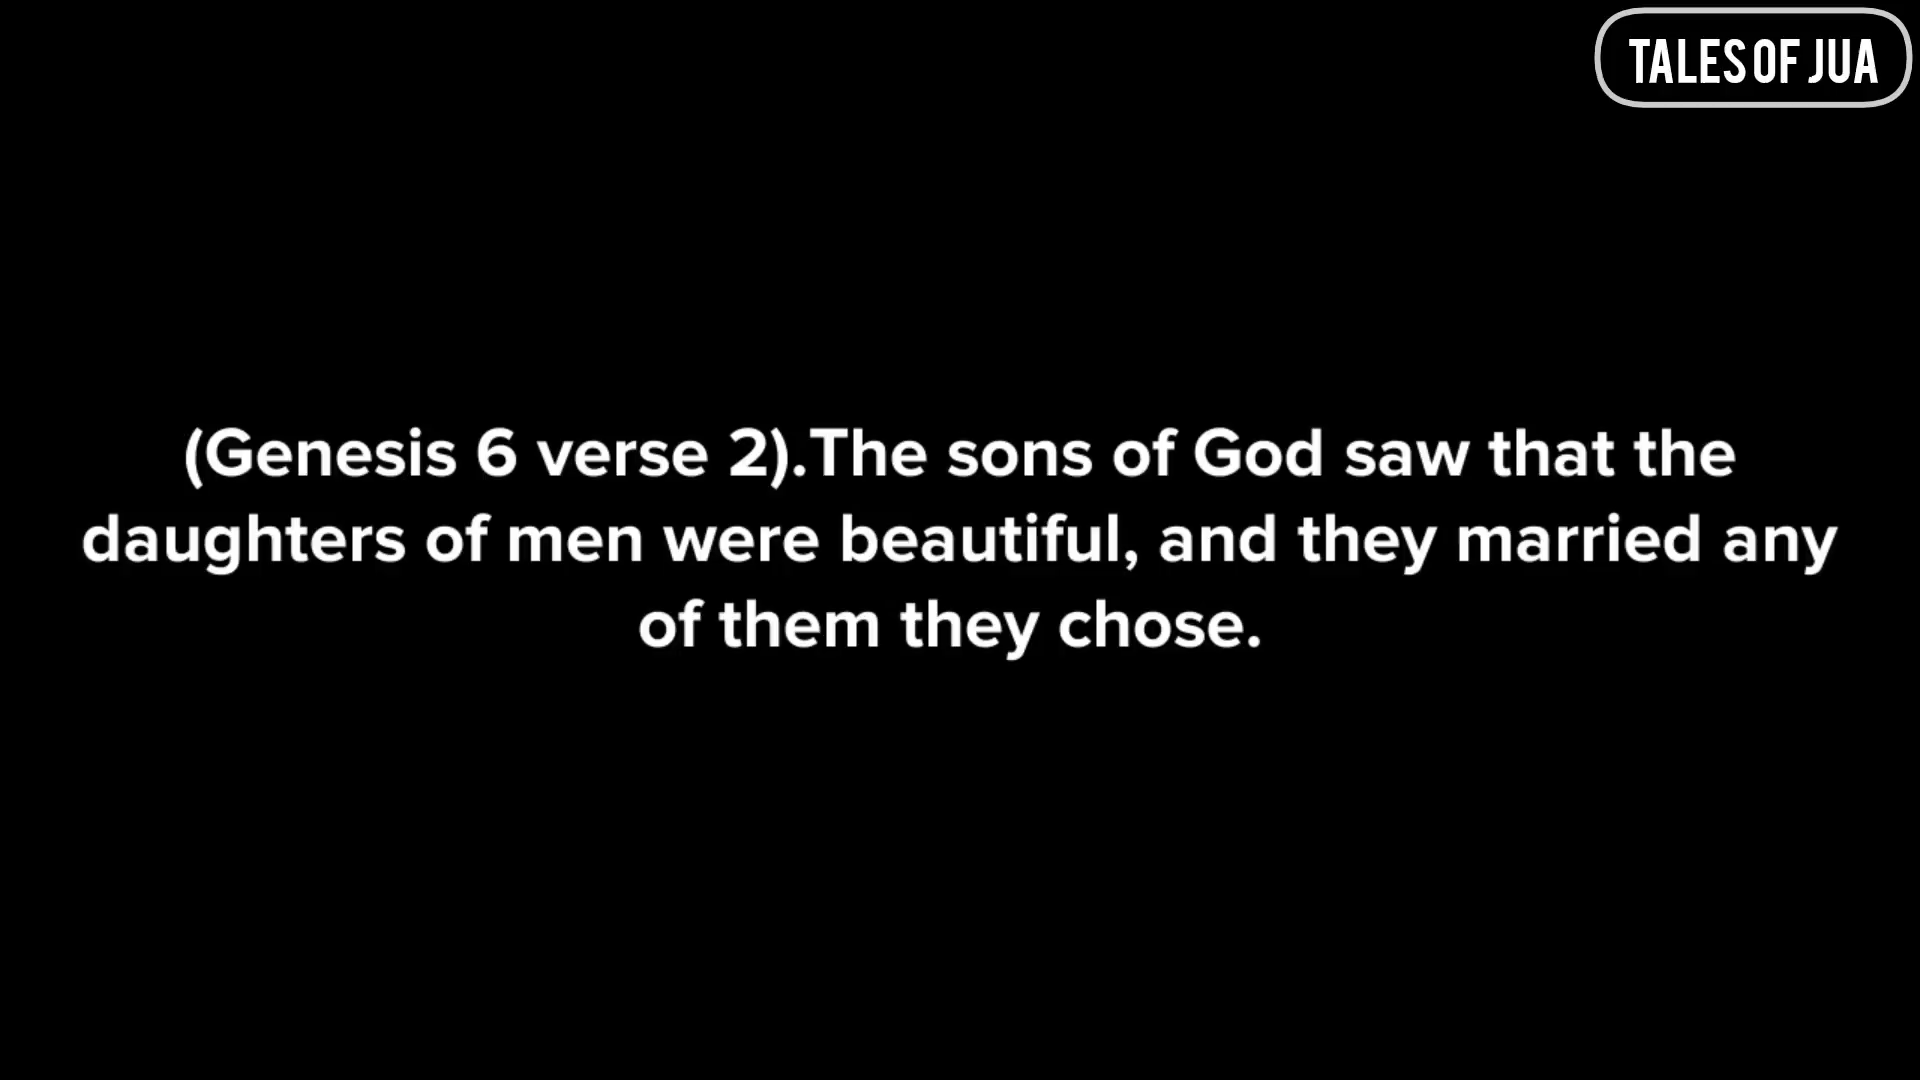 TALES OF JUA
(Genesis 6 verse 2).The sons of God saw that the
daughters of men were beautiful, and they married any
of them they chose.